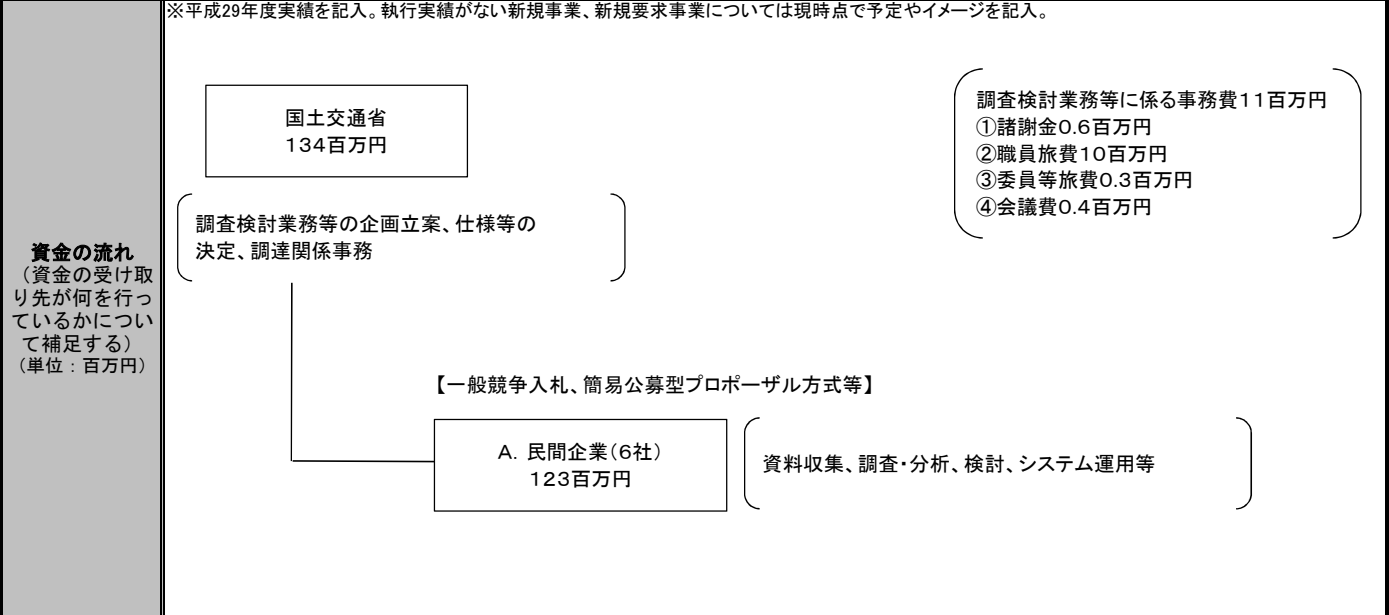 ※平成29年度実績を記入。執行実績がない新規事業、新規要求事業については現時点で予定やイメージを記入。
資金の流れ
（資金の受け取
り先が何を行っ
ているかについ
て補足する）
（単位：百万円）
国土交通省
134百万円
調査検討業務等の企画立案、仕様等の
決定、調達関係事務
調査検討業務等に係る事務費11百万円
①諸謝金0.6百万円
②職員旅費10百万円
③委員等旅費0.3百万円
④会議費0.4百万円
【一般競争入札、簡易公募型プロポーザル方式等】
A. 民間企業（6社）
123百万円
資料収集、調査・分析、検討、システム運用等